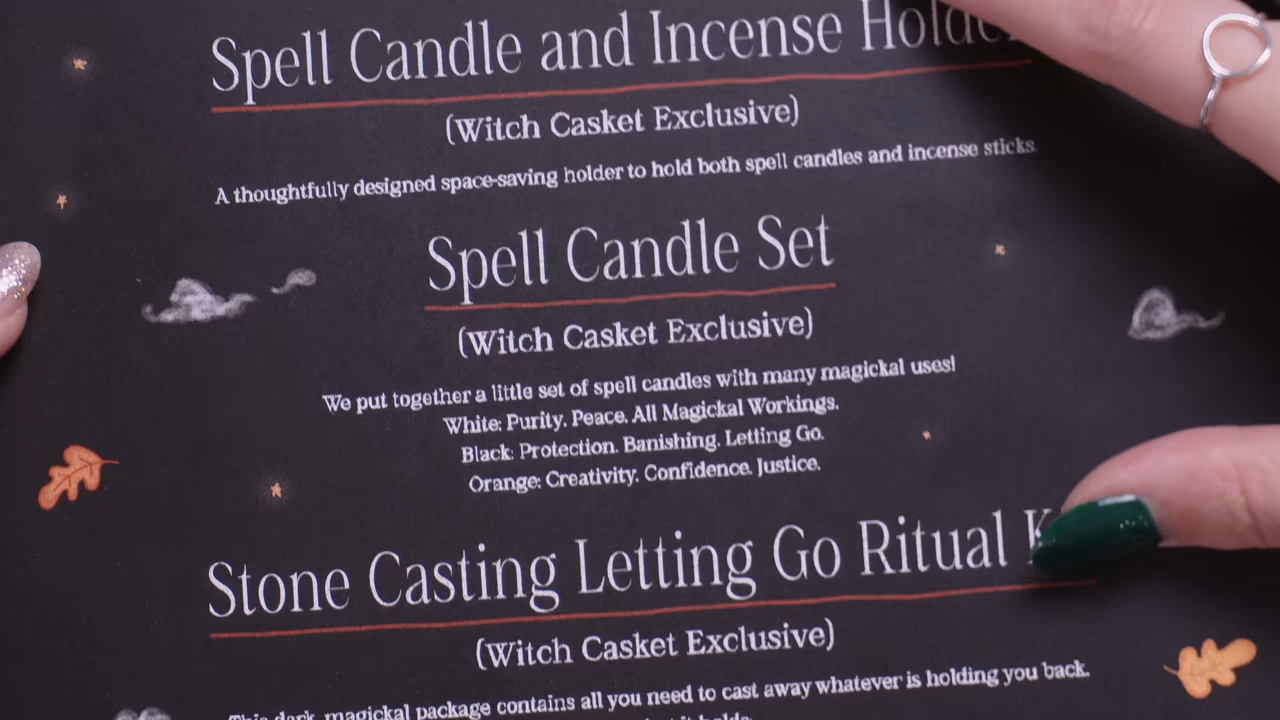 Spell Candle and Incense Holder
(Witch Casket Exclusive)
A thoughtfully designed space-saving holder to hold both spell candles and incense sticks.
Spell Candle Set
(Witch Casket Exclusive)
We put together a little set of spell candles with many magickal uses!
White: Purity. Peace. All Magickal Workings.
Black: Protection. Banishing. Letting Go.
Orange: Creativity. Confidence. Justice.
Stone Casting Letting Go Ritual
(Witch Casket Exclusive)
This dark, magickal package contains all you need to cast away whatever is holding you back.
it holds.